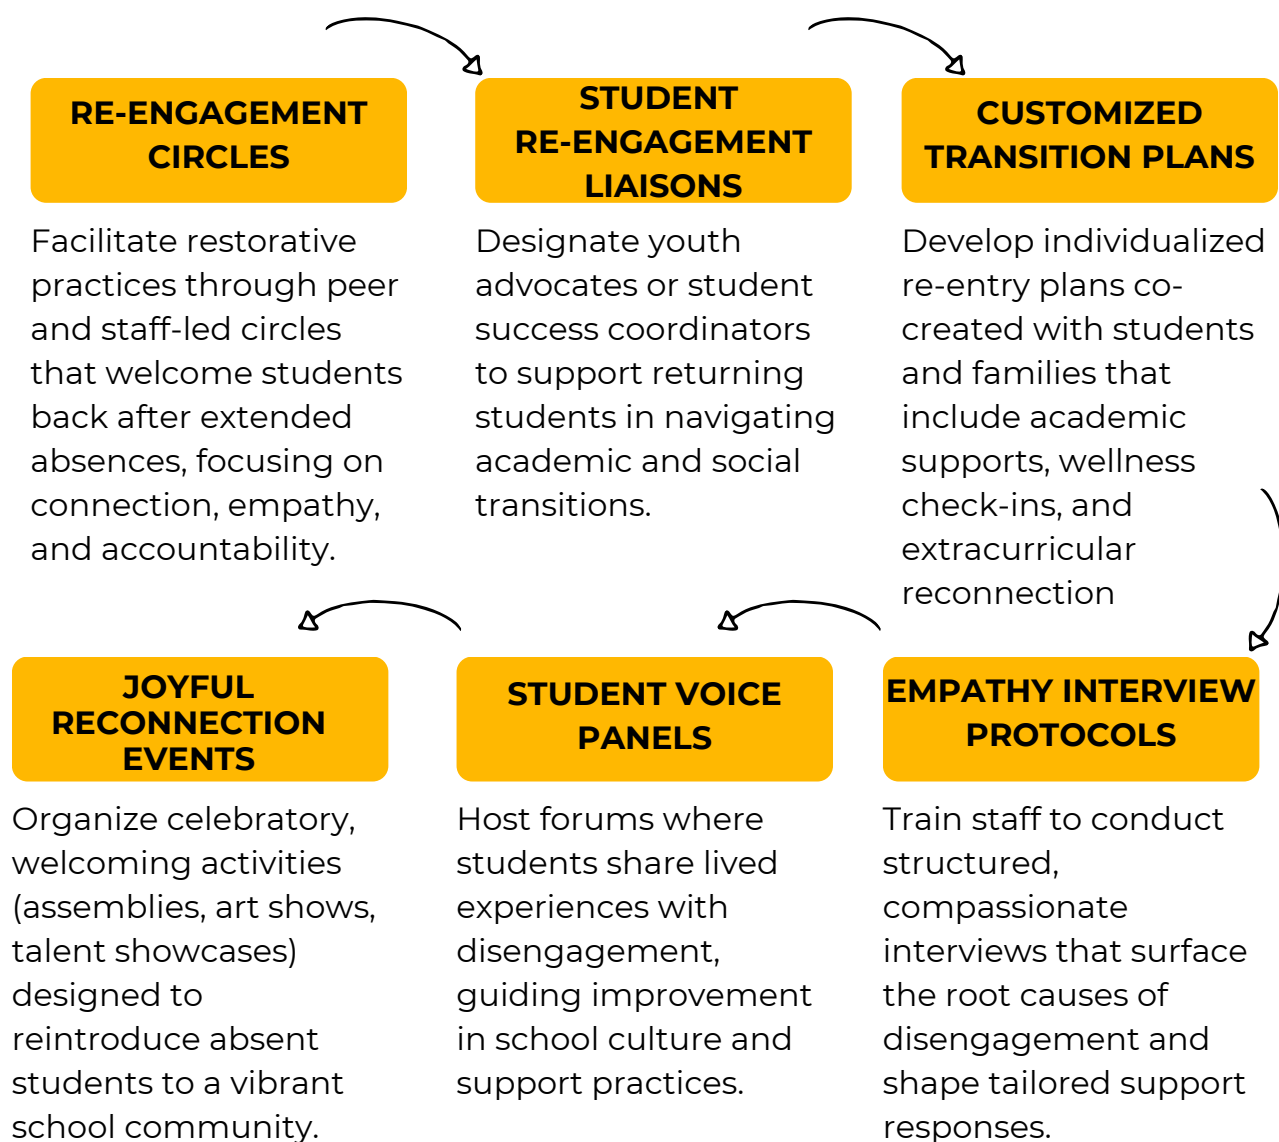 RE-ENGAGEMENT
CIRCLES
Facilitate restorative
practices through peer
and staff-led circles
that welcome students
back after extended
absences, focusing on
connection, empathy,
and accountability.
STUDENT
RE-ENGAGEMENT
LIAISONS
Designate youth
advocates or student
success coordinators
to support returning
students in navigating
academic and social
transitions.
CUSTOMIZED
TRANSITION PLANS
Develop individualized
re-entry plans co-
created with students
and families that
include academic
supports, wellness
check-ins, and
extracurricular
reconnection
EMPATHY INTERVIEW
PROTOCOLS
Train staff to conduct
structured,
compassionate
interviews that surface
the root causes of
disengagement and
shape tailored support
responses.
STUDENT VOICE
PANELS
Host forums where
students share lived
experiences with
disengagement,
guiding improvement
in school culture and
support practices.
JOYFUL
RECONNECTION
EVENTS
Organize celebratory,
welcoming activities
(assemblies, art shows,
talent showcases)
designed to
reintroduce absent
students to a vibrant
school community.